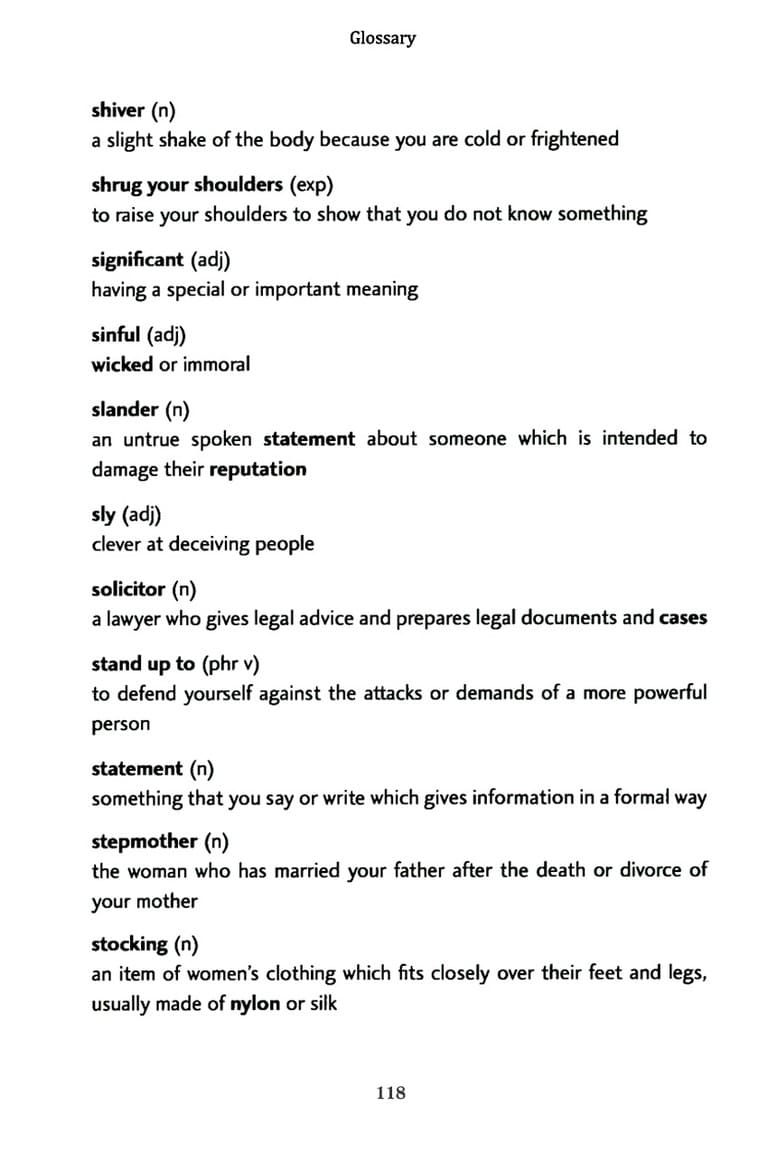 Glossary
shiver (n)
a slight shake of the body because you are cold or frightened
shrug your shoulders (exp)
to raise your shoulders to show that you do not know something
significant (adj)
having a special or important meaning
sinful (adj)
wicked or immoral
slander (n)
an untrue spoken statement about someone which is intended to
damage their reputation
sly (adj)
clever at deceiving people
solicitor (n)
a lawyer who gives legal advice and prepares legal documents and cases
stand up to (phr v)
to defend yourself against the attacks or demands of a more powerful
person
statement (n)
something that you say or write which gives information in a formal way
stepmother (n)
the woman who has married your father after the death or divorce of
your mother
stocking (n)
an item of women's clothing which fits closely over their feet and legs,
usually made of nylon or silk
118